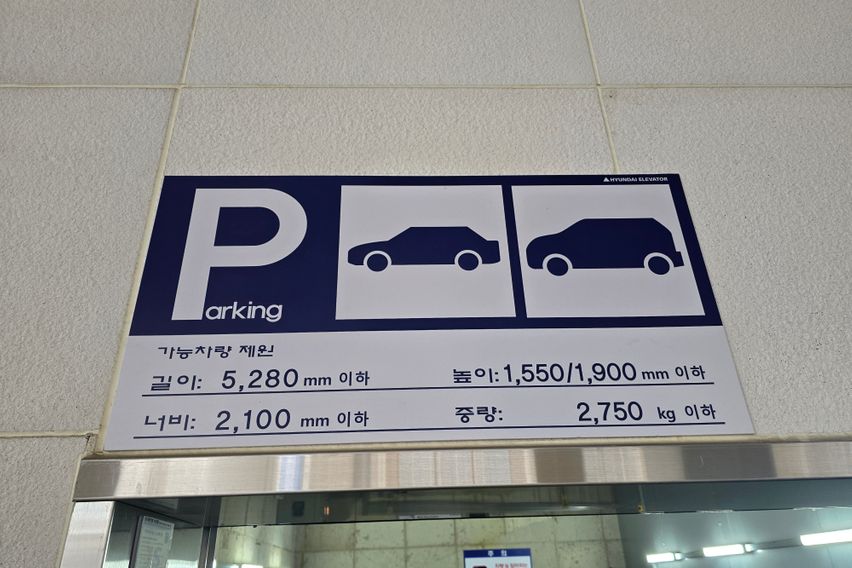 HYUNDAI ELEVATOR
Parking
가능차량 제원
길이: 5,280 mm 이하
높이: 1,550/1,900 mm 이하
너비: 2,100 mm 이하
중량: 2,750 kg 이하
주 의